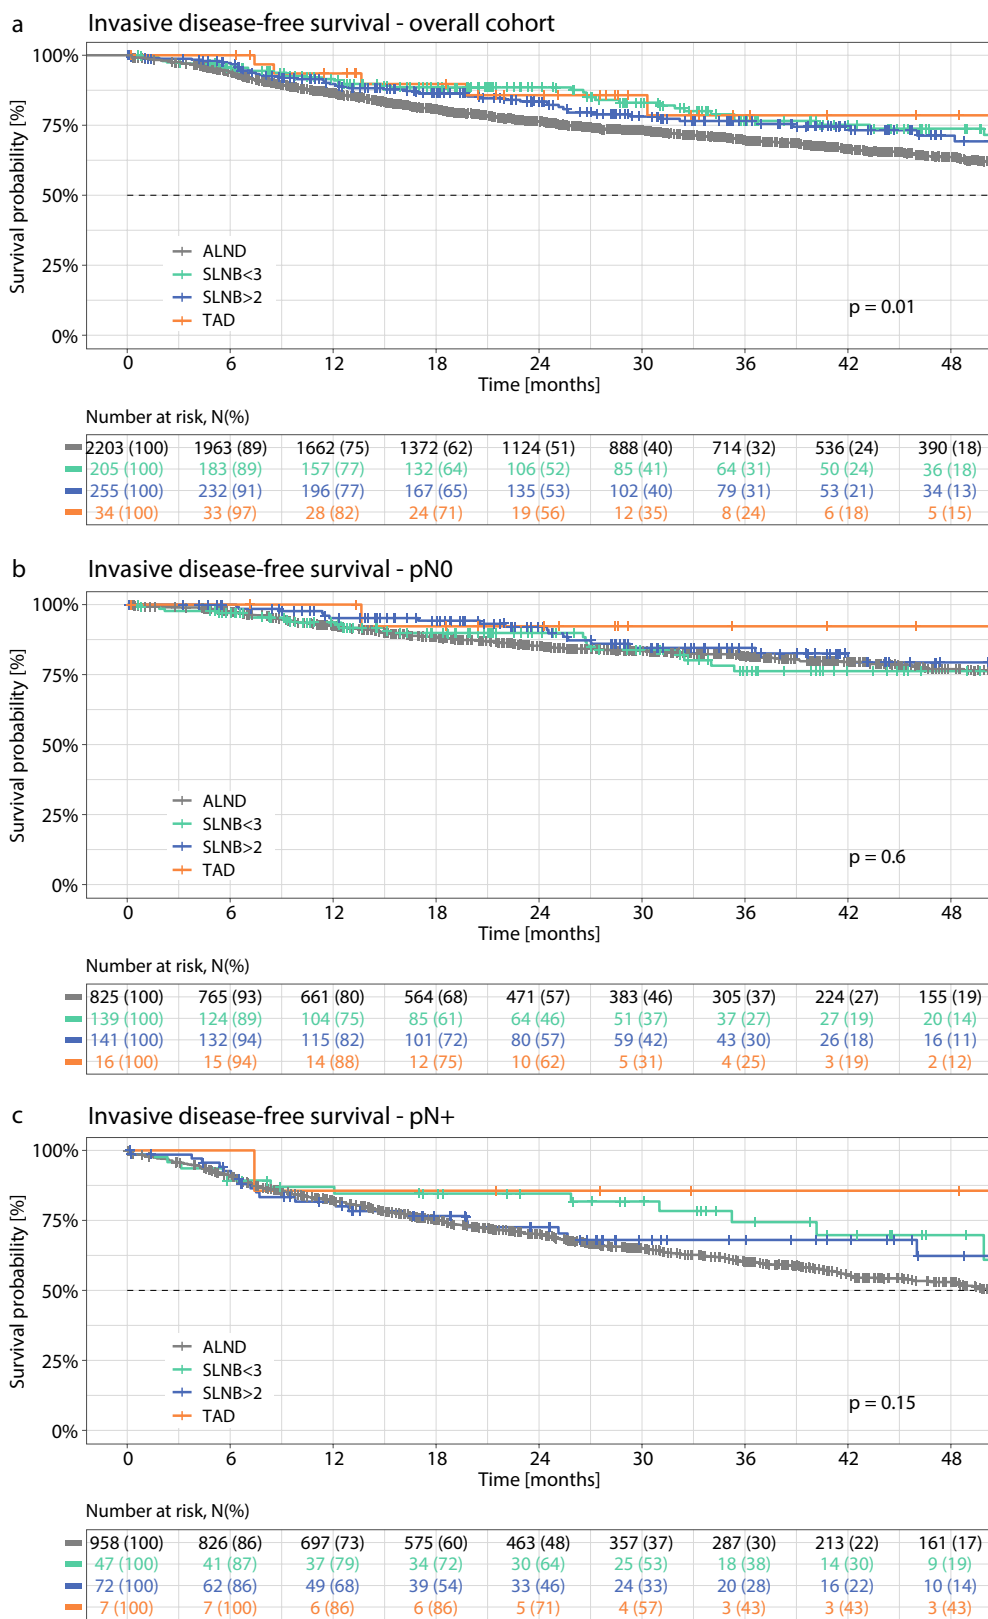 a Invasive disease-free survival - overall cohort
Survival probability [%]
100%
75%
50%
25%
0%
ALND
SLNB<3
SLNB>2
TAD
p = 0.01
0 6 12 18 24 30 36 42 48
Time [months]
Number at risk, N(%)
2203 (100) 1963 (89) 1662 (75) 1372 (62) 1124 (51) 888 (40) 714 (32) 536 (24) 390 (18)
205 (100) 183 (89) 157 (77) 132 (64) 106 (52) 85 (41) 64 (31) 50 (24) 36 (18)
255 (100) 232 (91) 196 (77) 167 (65) 135 (53) 102 (40) 79 (31) 53 (21) 34 (13)
34 (100) 33 (97) 28 (82) 24 (71) 19 (56) 12 (35) 8 (24) 6 (18) 5 (15)
b Invasive disease-free survival - pN0
Survival probability [%]
100%
75%
50%
25%
0%
ALND
SLNB<3
SLNB>2
TAD
p = 0.6
0 6 12 18 24 30 36 42 48
Time [months]
Number at risk, N(%)
825 (100) 765 (93) 661 (80) 564 (68) 471 (57) 383 (46) 305 (37) 224 (27) 155 (19)
139 (100) 124 (89) 104 (75) 85 (61) 64 (46) 51 (37) 37 (27) 27 (19) 20 (14)
141 (100) 132 (94) 115 (82) 101 (72) 80 (57) 59 (42) 43 (30) 26 (18) 16 (11)
16 (100) 15 (94) 14 (88) 12 (75) 10 (62) 5 (31) 4 (25) 3 (19) 2 (12)
c Invasive disease-free survival - pN+
Survival probability [%]
100%
75%
50%
25%
0%
ALND
SLNB<3
SLNB>2
TAD
p = 0.15
0 6 12 18 24 30 36 42 48
Time [months]
Number at risk, N(%)
958 (100) 826 (86) 697 (73) 575 (60) 463 (48) 357 (37) 287 (30) 213 (22) 161 (17)
47 (100) 41 (87) 37 (79) 34 (72) 30 (64) 25 (53) 18 (38) 14 (30) 9 (19)
72 (100) 62 (86) 49 (68) 39 (54) 33 (46) 24 (33) 20 (28) 16 (22) 10 (14)
7 (100) 7 (100) 6 (86) 6 (86) 5 (71) 4 (57) 3 (43) 3 (43) 3 (43)